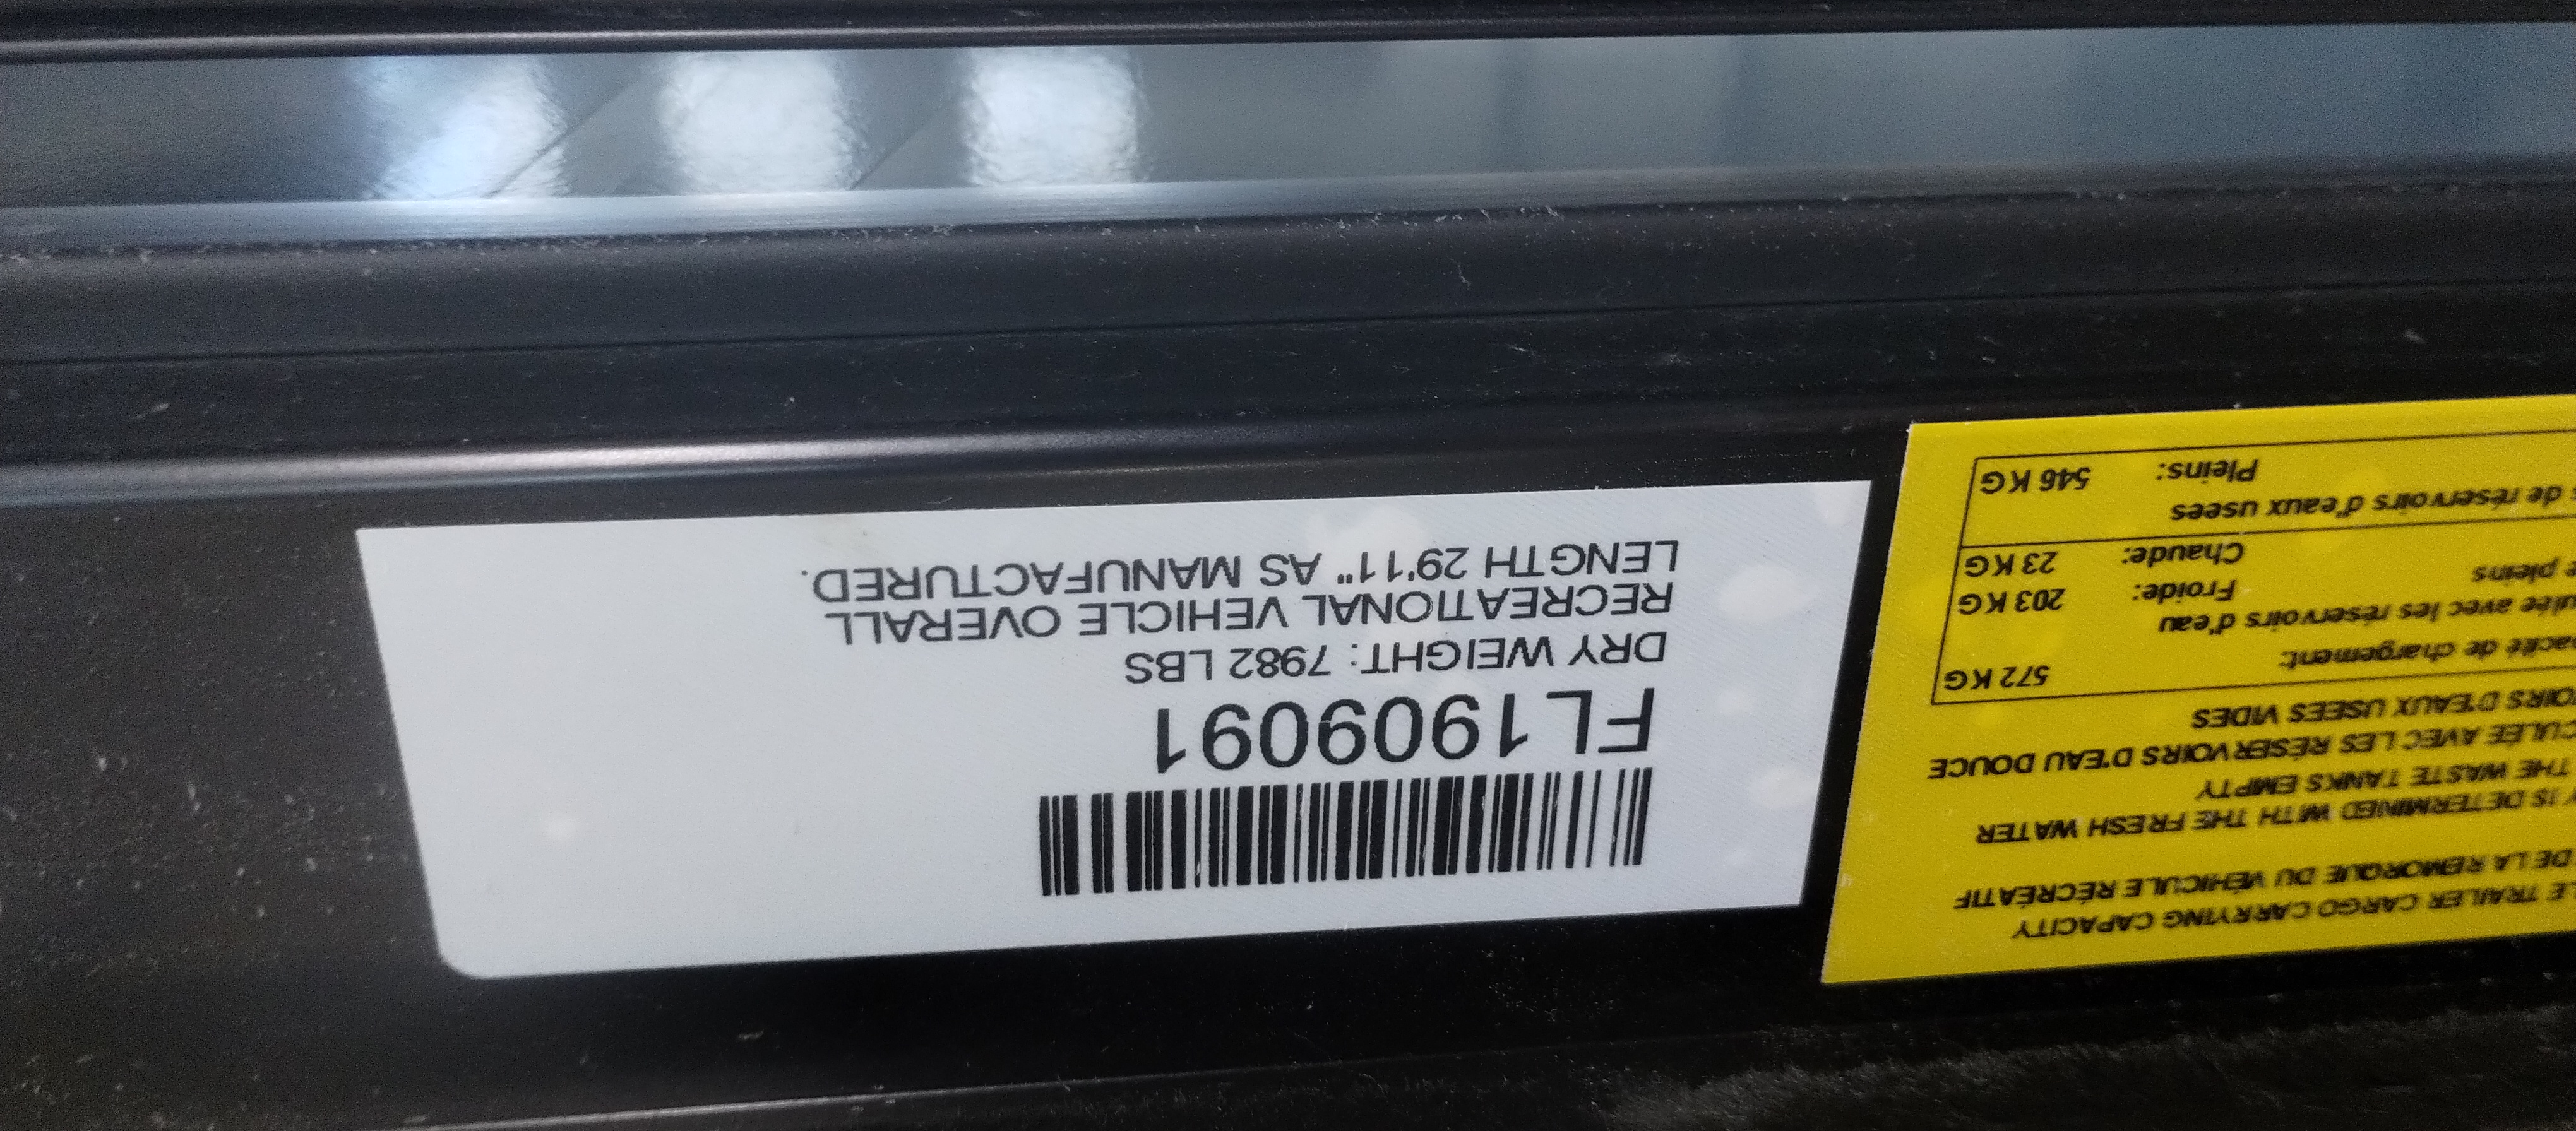 LE TRAILER CARGO CARRYING CAPACITY
DE LA REMORQUE DU VÉHICULE RÉCRÉATIF
IS DETERMINED WITH THE FRESH WATER
THE WASTE TANKS EMPTY
CULÉE AVEC LES RÉSERVOIRS D'EAU DOUCE
OIRS D'EAUX USEES VIDES
acité de chargement: 572 KG
ulée avec les réservoirs d'eau
e pleins Froide: 203 KG
Chaude: 23 KG
de réservoirs d'eaux usees
Pleins: 546 KG
FL1909091
DRY WEIGHT: 7982 LBS
RECREATIONAL VEHICLE OVERALL
LENGTH 29'11" AS MANUFACTURED.